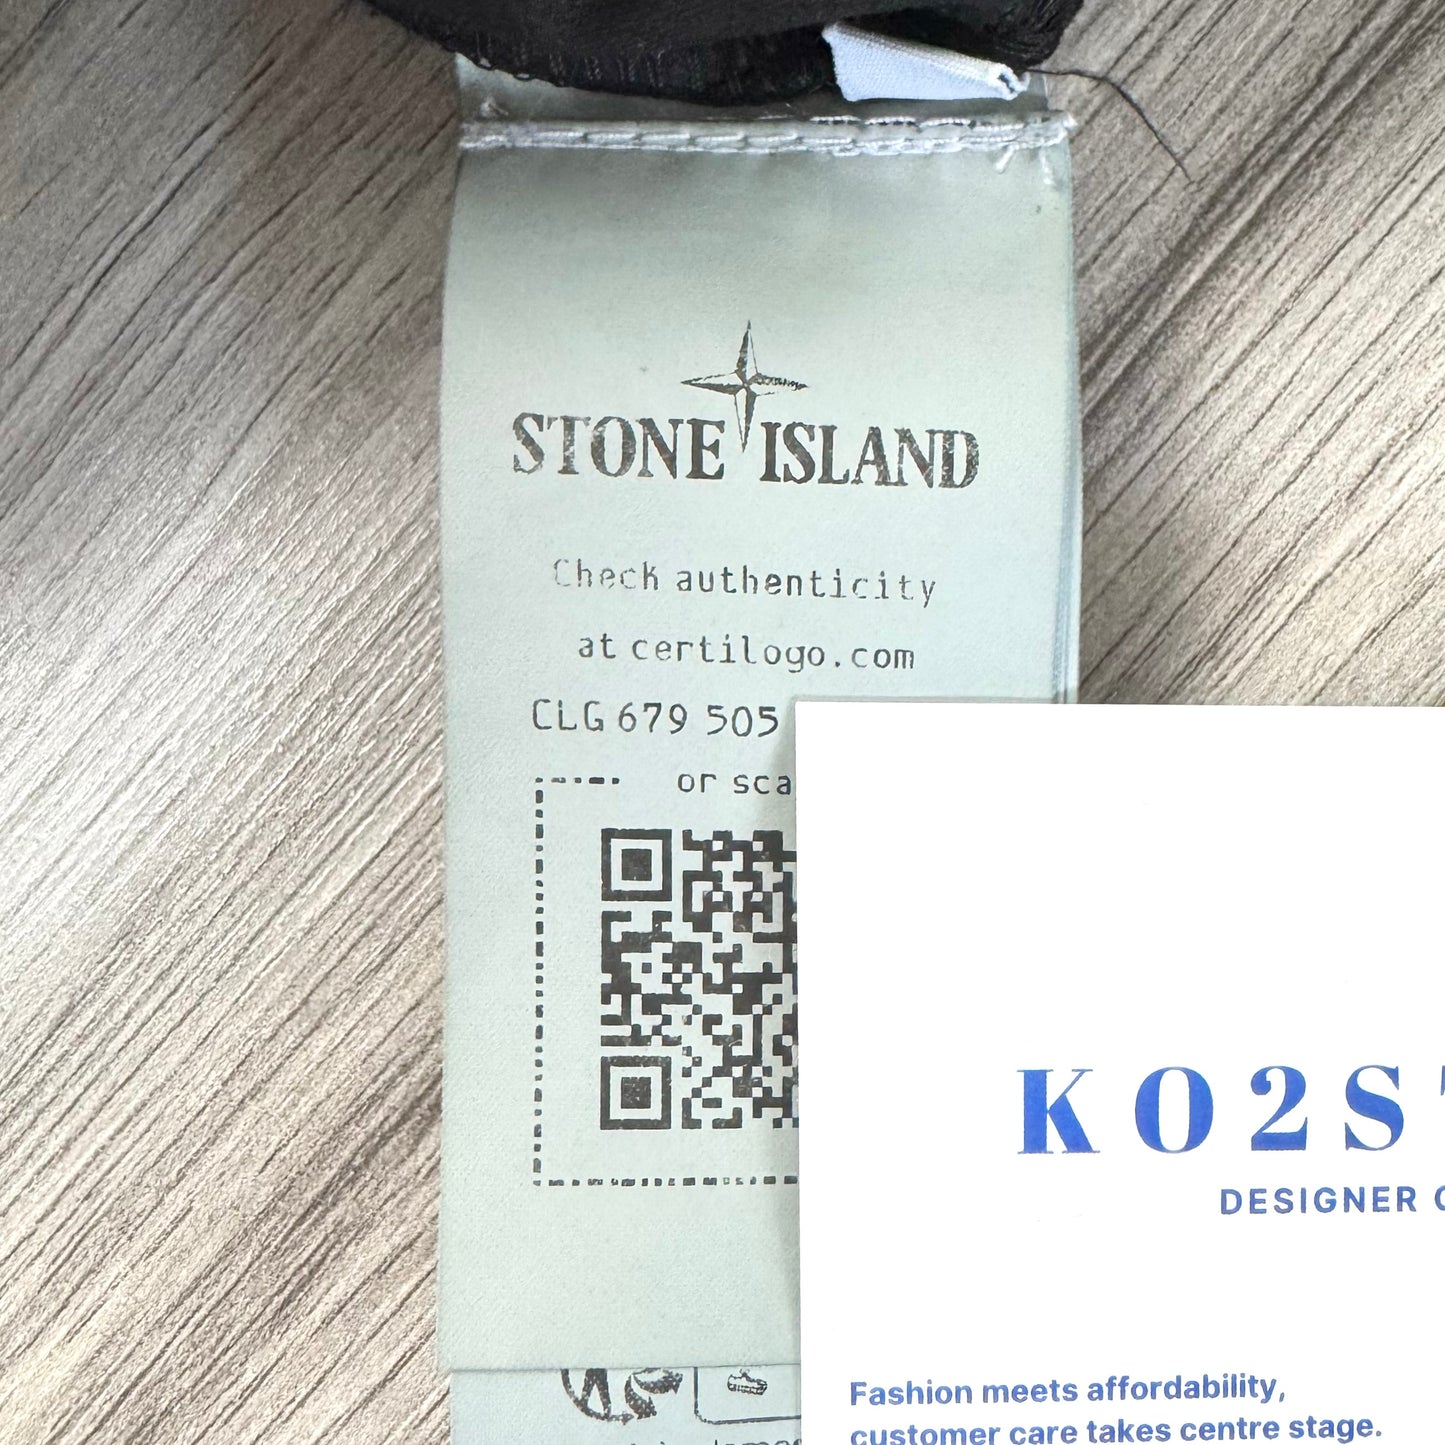 STONE ISLAND
Check authenticity
at certilogo.com
CLG 679 505
or sca
KO2S
DESIGNER
Fashion meets affordability,
customer care takes centre stage.